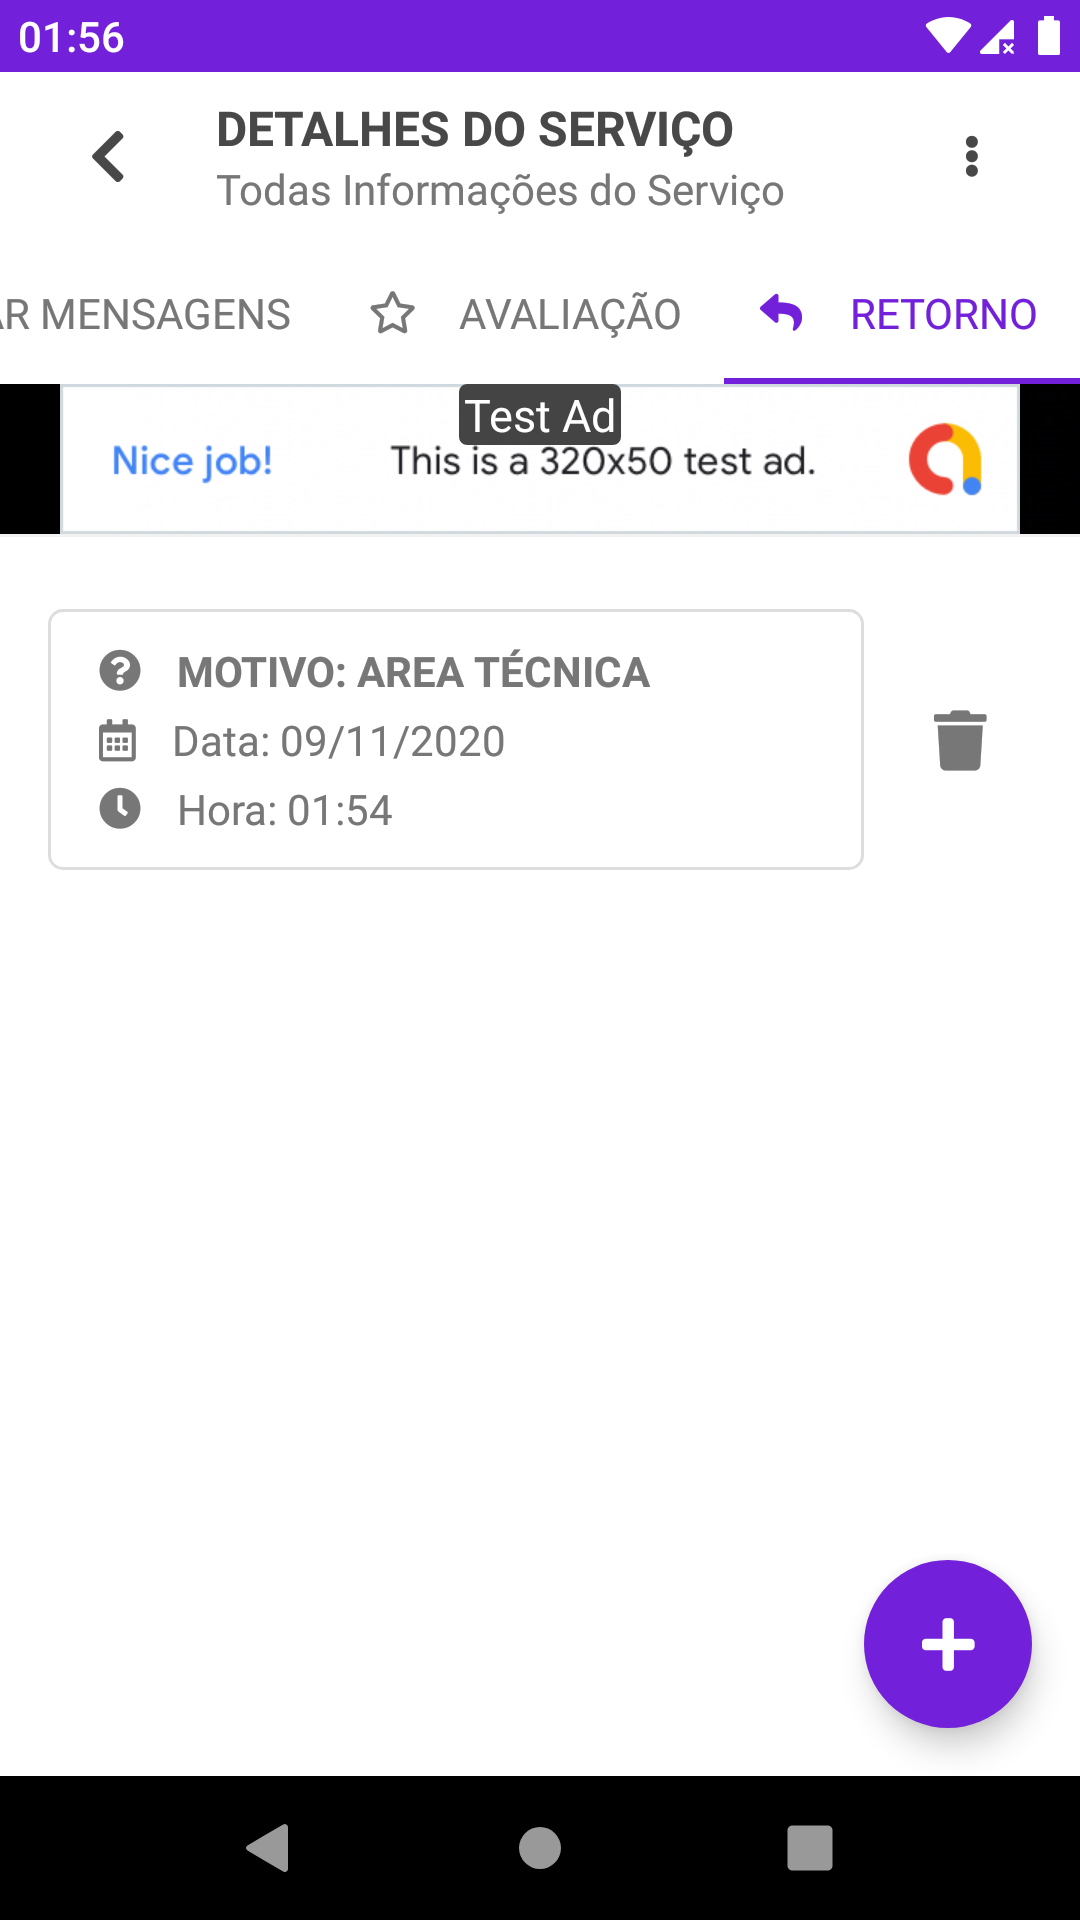 01:56
DETALHES DO SERVIÇO
Todas Informações do Serviço
AR MENSAGENS
AVALIAÇÃO
RETORNO
Test Ad
Nice job!
This is a 320x50 test ad.
MOTIVO: AREA TÉCNICA
Data: 09/11/2020
Hora: 01:54